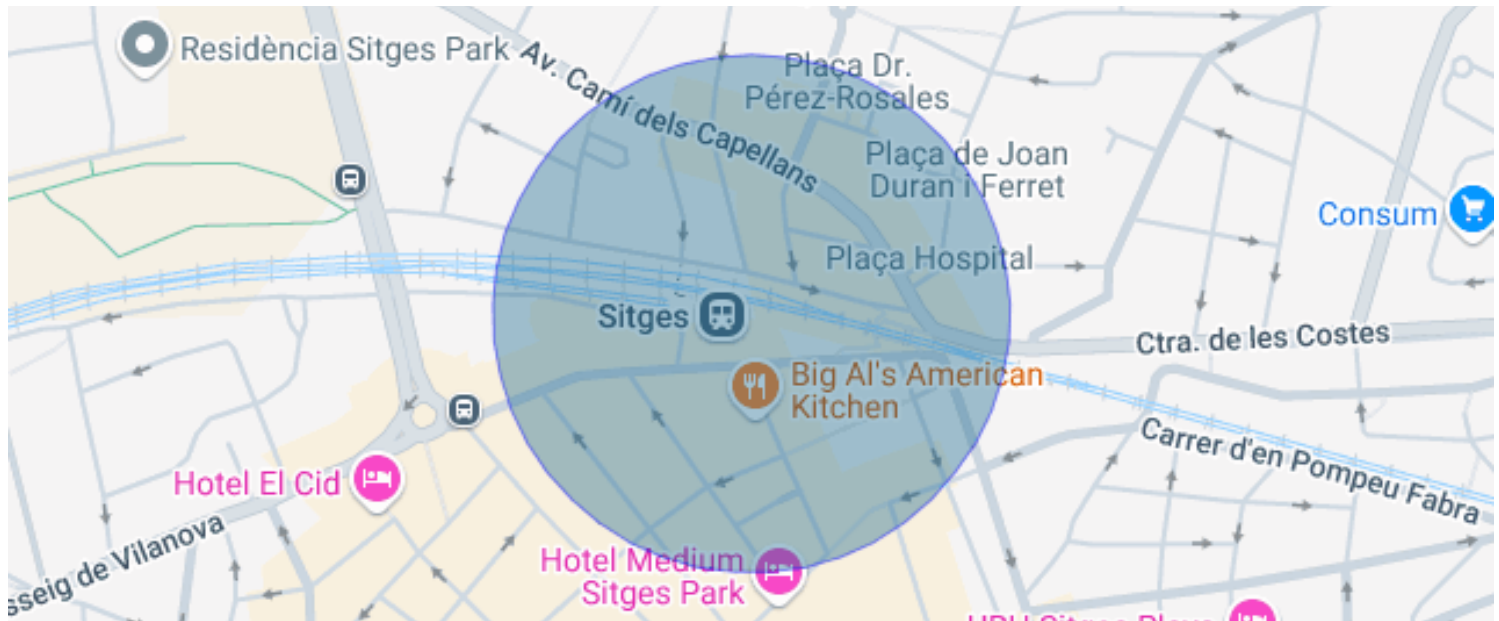 Residència Sitges Park
Av. Camí dels Capellans
Plaça Dr.
Pérez-Rosales
Plaça de Joan
Duran i Ferret
Consum
Plaça Hospital
Sitges
Ctra. de les Costes
Big Al's American
Kitchen
Carrer d'en Pompeu Fabra
Hotel El Cid
sseig de Vilanova
Hotel Medium
Sitges Park